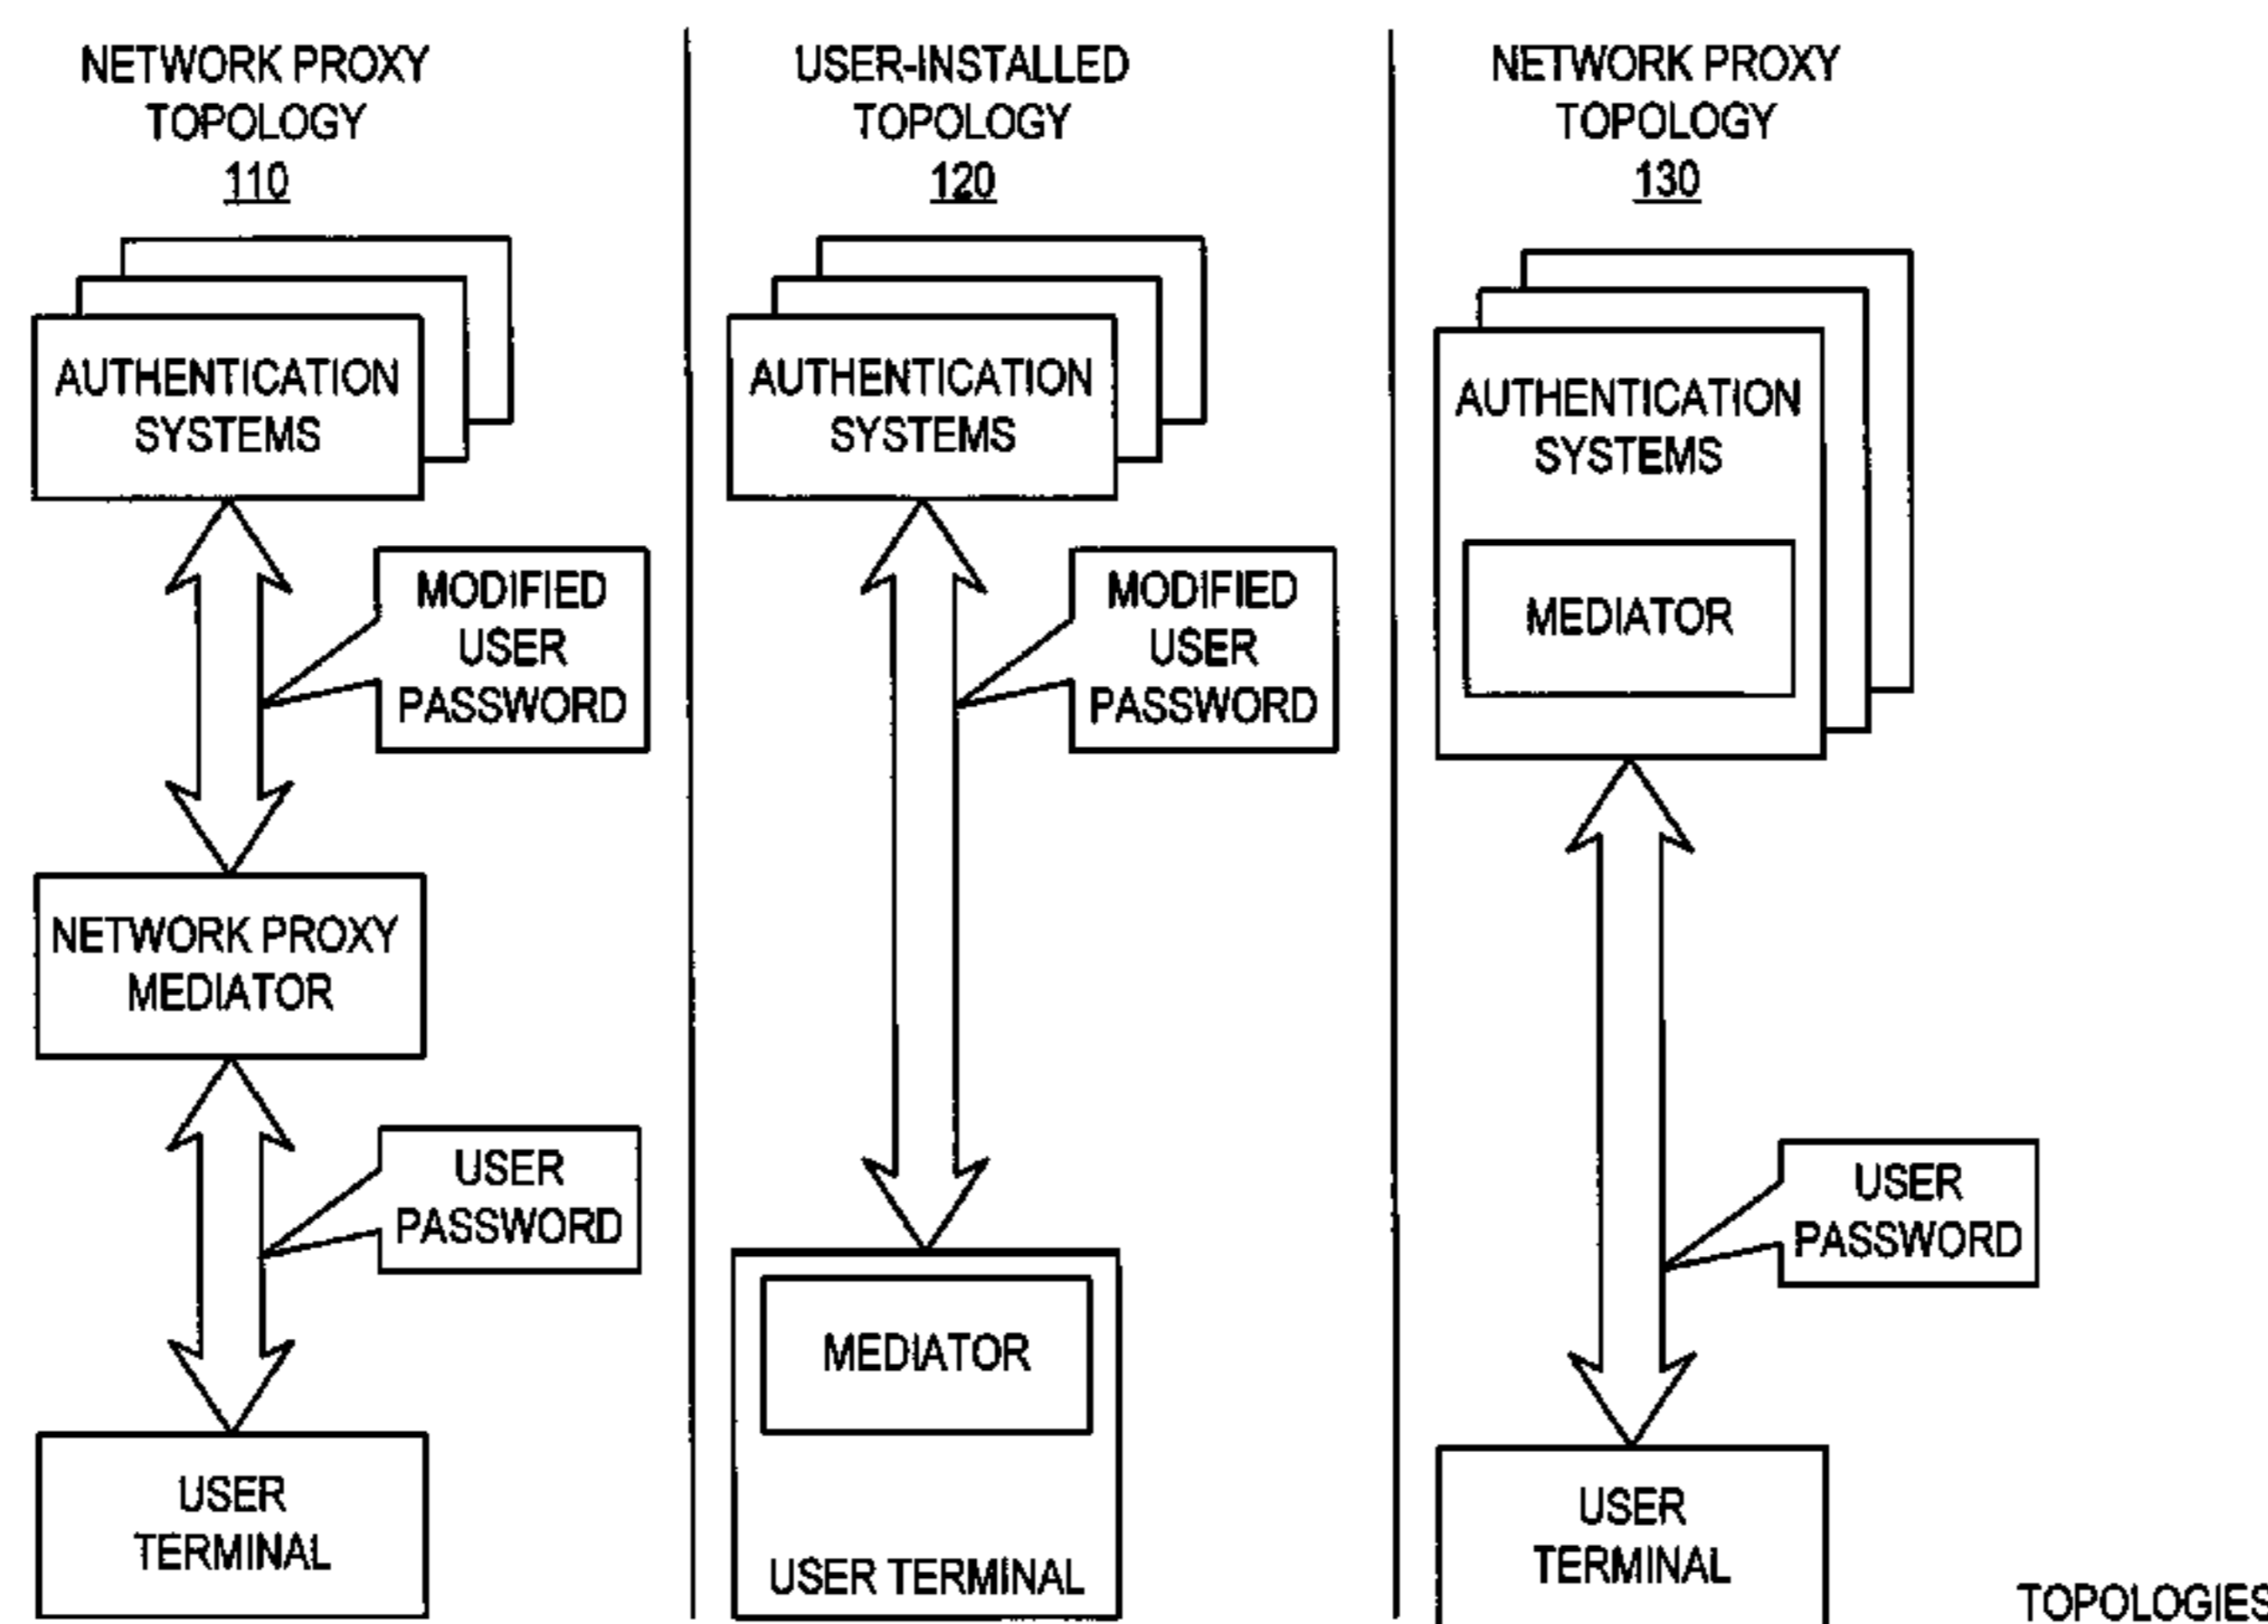 NETWORK PROXY
TOPOLOGY
110
AUTHENTICATION
SYSTEMS
MODIFIED
USER
PASSWORD
NETWORK PROXY
MEDIATOR
USER
PASSWORD
USER
TERMINAL
USER-INSTALLED
TOPOLOGY
120
AUTHENTICATION
SYSTEMS
MODIFIED
USER
PASSWORD
MEDIATOR
USER TERMINAL
NETWORK PROXY
TOPOLOGY
130
AUTHENTICATION
SYSTEMS
MEDIATOR
USER
PASSWORD
USER
TERMINAL
TOPOLOGIES